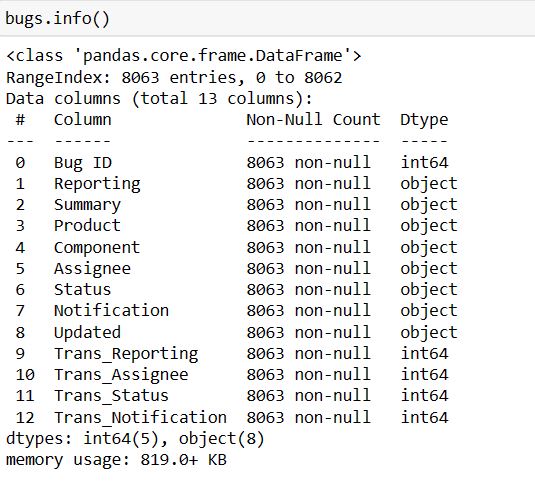 bugs.info()
<class 'pandas.core.frame.DataFrame'>
RangeIndex: 8063 entries, 0 to 8062
Data columns (total 13 columns):
 #   Column              Non-Null Count  Dtype
---  ------              --------------  -----
 0   Bug ID              8063 non-null   int64
 1   Reporting           8063 non-null   object
 2   Summary             8063 non-null   object
 3   Product             8063 non-null   object
 4   Component           8063 non-null   object
 5   Assignee            8063 non-null   object
 6   Status              8063 non-null   object
 7   Notification        8063 non-null   object
 8   Updated             8063 non-null   object
 9   Trans_Reporting     8063 non-null   int64
 10  Trans_Assignee      8063 non-null   int64
 11  Trans_Status        8063 non-null   int64
 12  Trans_Notification  8063 non-null   int64
dtypes: int64(5), object(8)
memory usage: 819.0+ KB